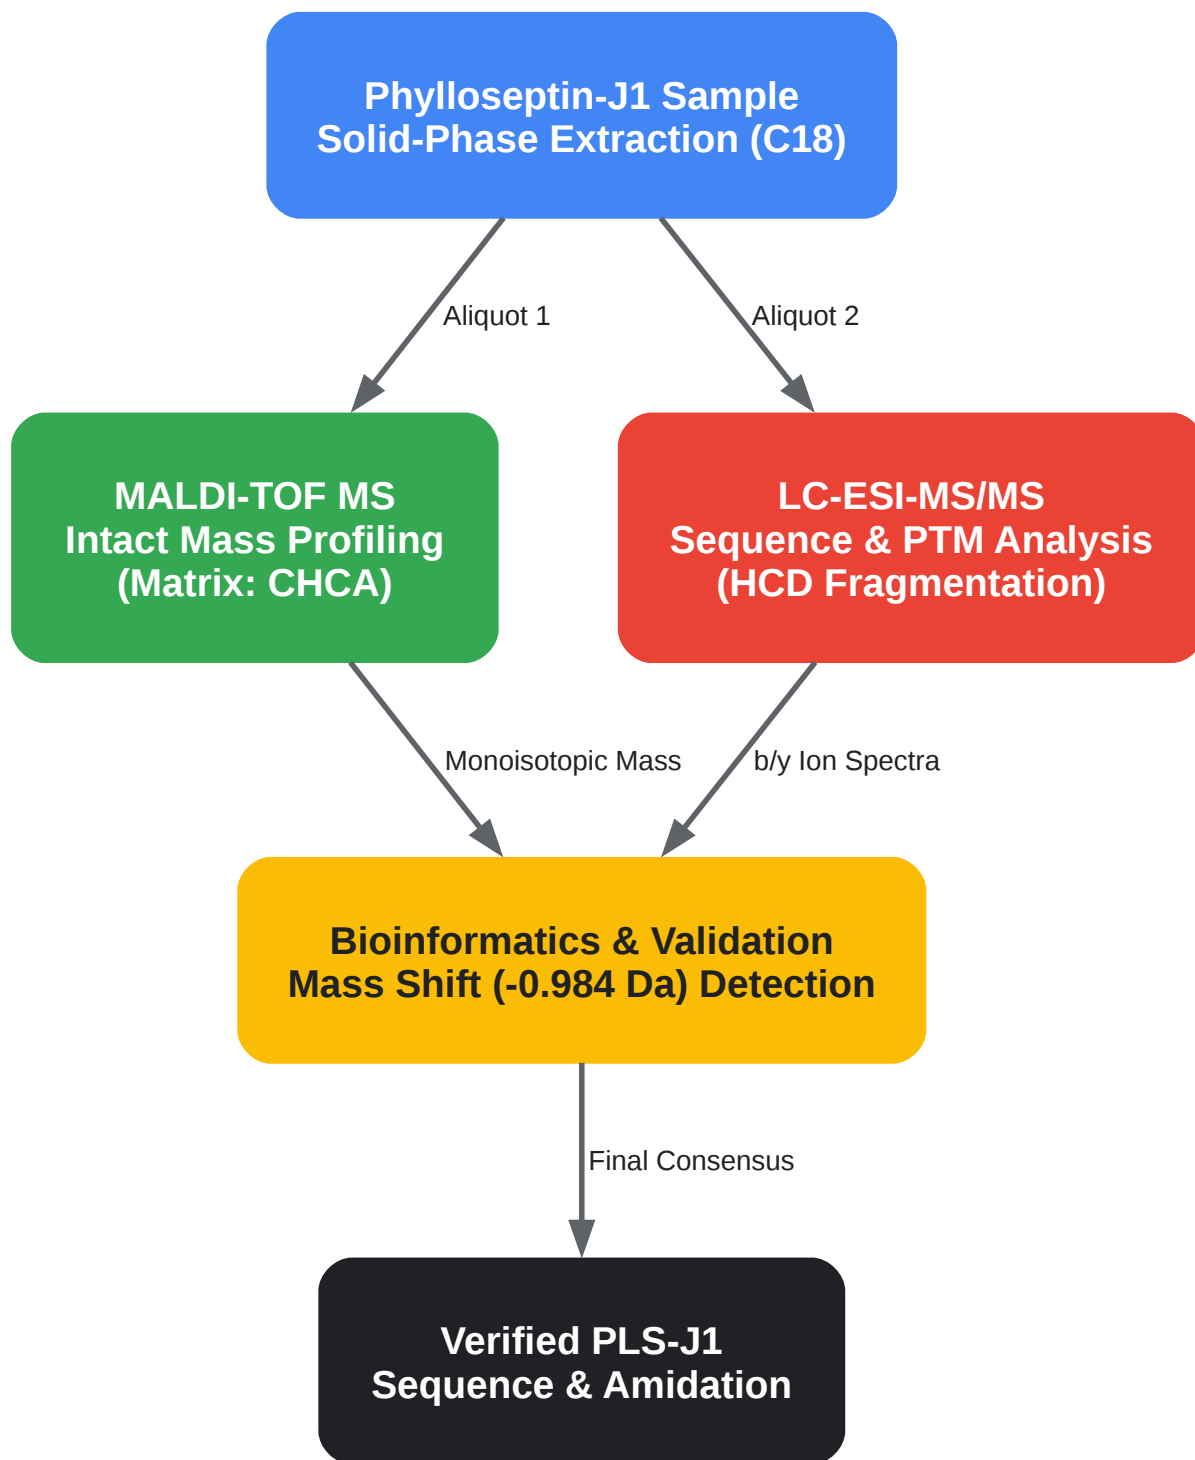 Phylloseptin-J1 Sample
Solid-Phase Extraction (C18)
Aliquot 1
Aliquot 2
MALDI-TOF MS
Intact Mass Profiling
(Matrix: CHCA)
LC-ESI-MS/MS
Sequence & PTM Analysis
(HCD Fragmentation)
Monoisotopic Mass
b/y Ion Spectra
Bioinformatics & Validation
Mass Shift (-0.984 Da) Detection
Final Consensus
Verified PLS-J1
Sequence & Amidation